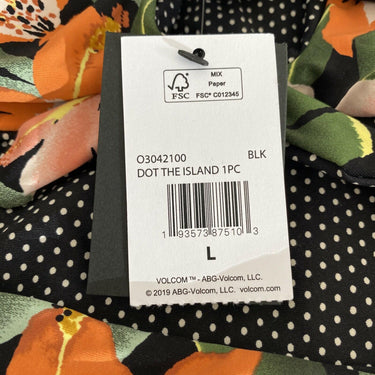 MIX
Paper
FSC
FSC® C012345
O3042100 BLK
DOT THE ISLAND 1PC
1 93573 87510 3
L
VOLCOM™ - ABG-Volcom, LLC.
© 2019 ABG-Volcom, LLC. volcom.com